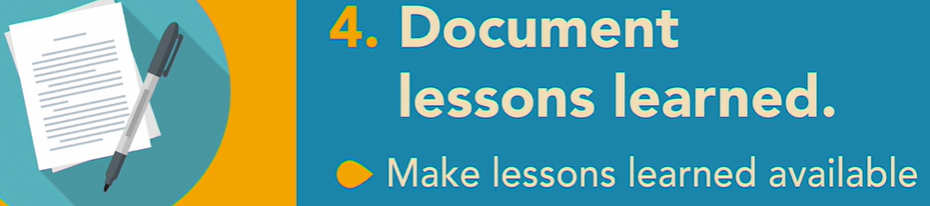 4. Document
lessons learned.
Make lessons learned available